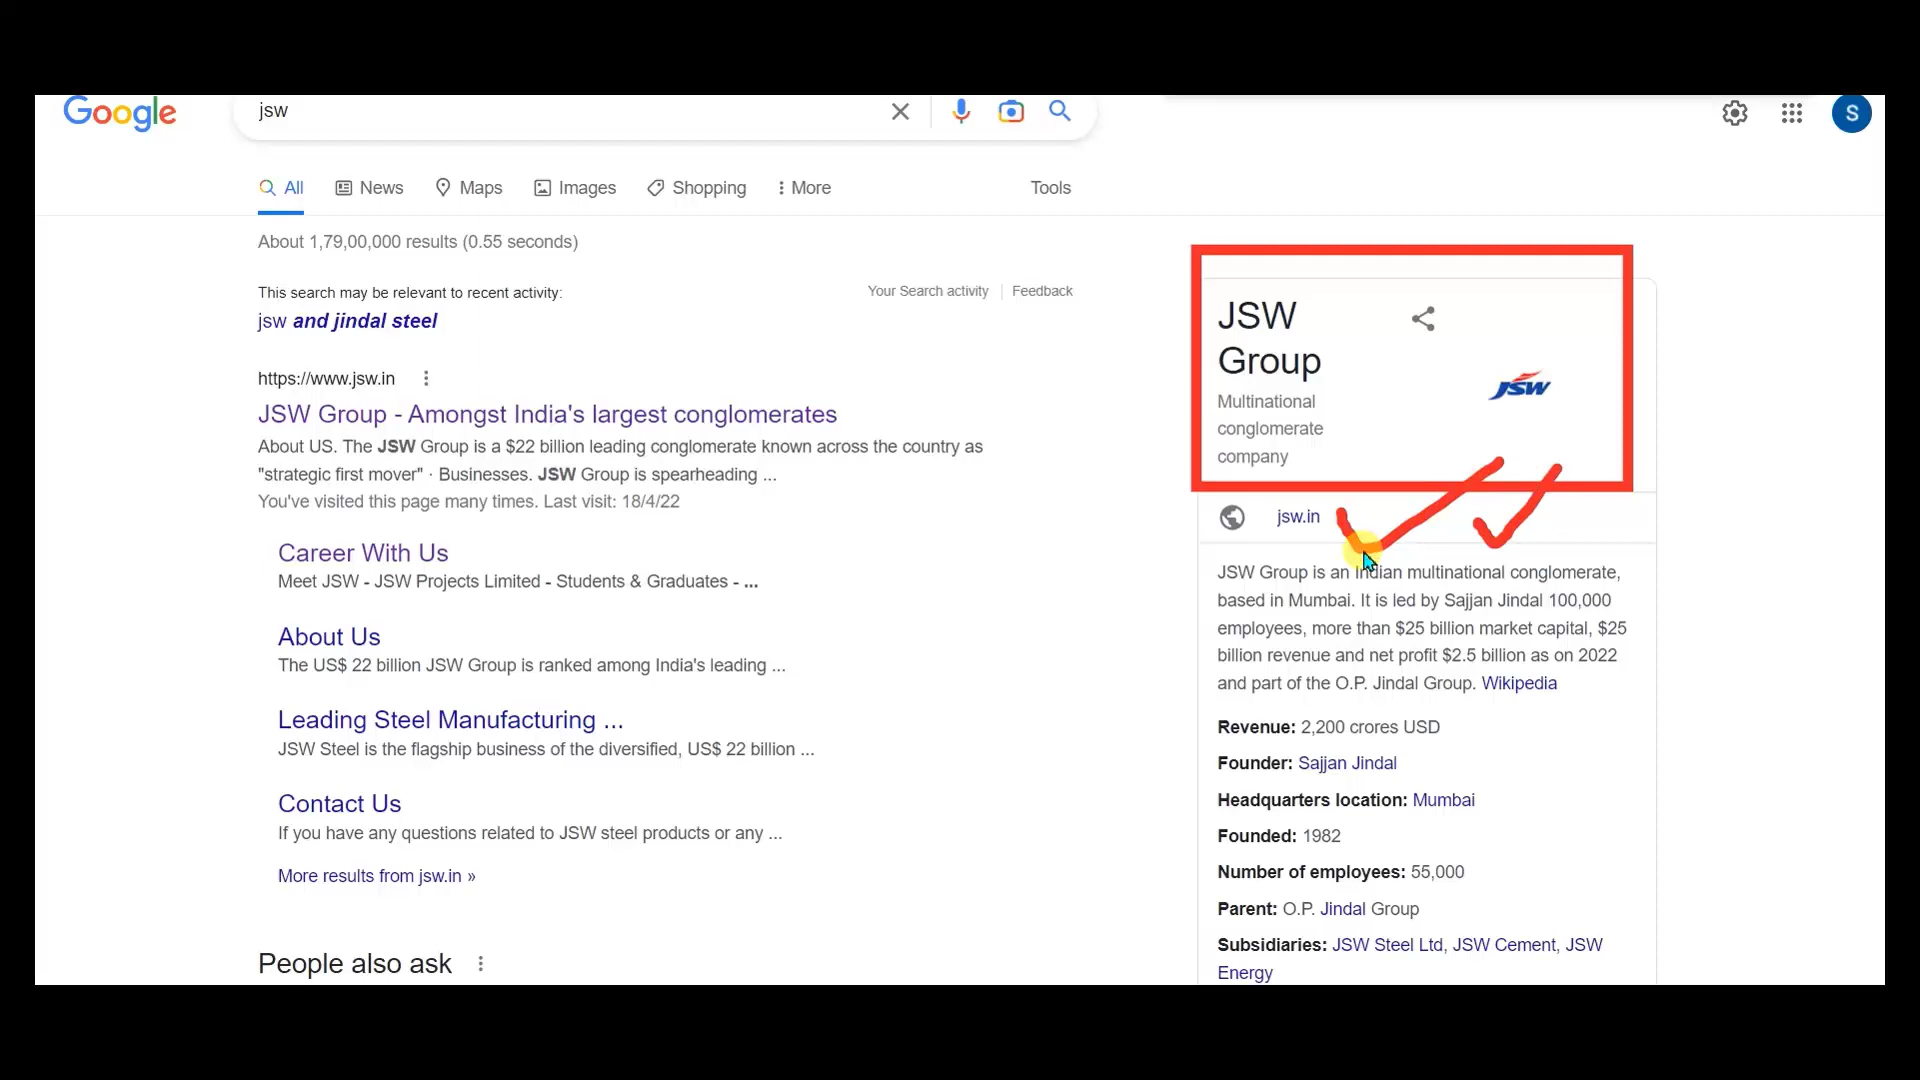 Google
jsw
All
News
Maps
Images
Shopping
More
Tools
S
About 1,79,00,000 results (0.55 seconds)
This search may be relevant to recent activity:
Your Search activity
Feedback
jsw and jindal steel
https://www.jsw.in
JSW Group - Amongst India's largest conglomerates
About US. The JSW Group is a $22 billion leading conglomerate known across the country as
"strategic first mover" · Businesses. JSW Group is spearheading ...
You've visited this page many times. Last visit: 18/4/22
Career With Us
Meet JSW - JSW Projects Limited - Students & Graduates - ...
About Us
The US$ 22 billion JSW Group is ranked among India's leading ...
Leading Steel Manufacturing ...
JSW Steel is the flagship business of the diversified, US$ 22 billion ...
Contact Us
If you have any questions related to JSW steel products or any ...
More results from jsw.in »
People also ask
JSW
Group
Multinational
conglomerate
company
JSW
jsw.in
JSW Group is an Indian multinational conglomerate,
based in Mumbai. It is led by Sajjan Jindal 100,000
employees, more than $25 billion market capital, $25
billion revenue and net profit $2.5 billion as on 2022
and part of the O.P. Jindal Group. Wikipedia
Revenue: 2,200 crores USD
Founder: Sajjan Jindal
Headquarters location: Mumbai
Founded: 1982
Number of employees: 55,000
Parent: O.P. Jindal Group
Subsidiaries: JSW Steel Ltd, JSW Cement, JSW
Energy